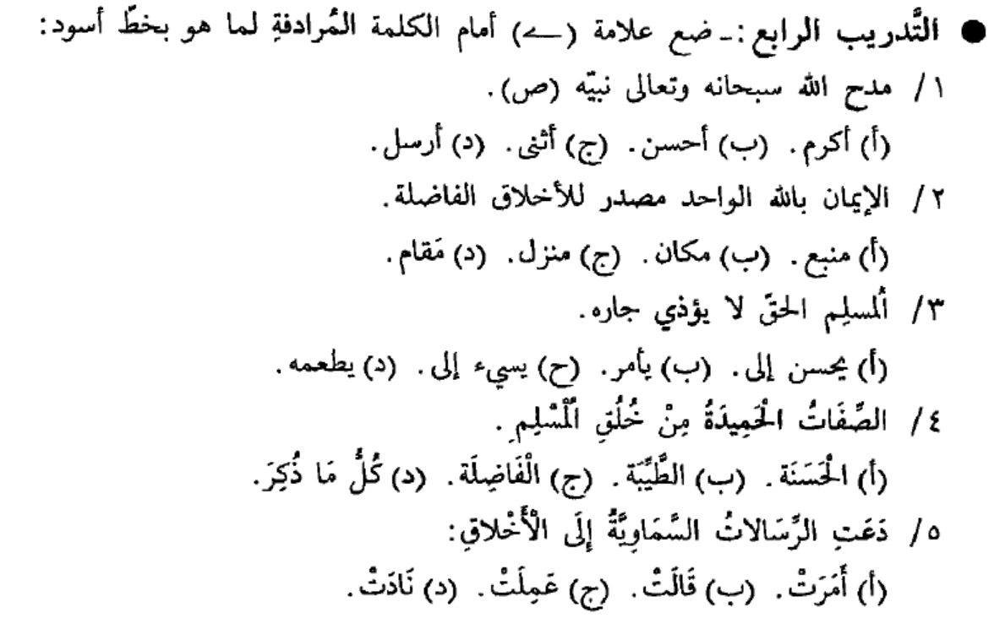 ● التَّدريب الرابع :ـ ضع علامة (✓) أمام الكلمة المُرادفةِ لما هو بخطّ أسود:
١/ مدح الله سبحانه وتعالى نبيّه (ص).
(أ) أكرم. (ب) أحسن. (ج) أثنى. (د) أرسل.
٢/ الإيمان بالله الواحد مصدر للأخلاق الفاضلة.
(أ) منبع. (ب) مكان. (ج) منزل. (د) مَقام.
٣/ ألمسلِم الحقّ لا يؤذي جاره.
(أ) يحسن إلى. (ب) يأمر. (ح) يسيء إلى. (د) يطعمه.
٤/ الصِّفَاتُ الْحَمِيدَةُ مِنْ خُلُقِ الْمُسْلِمِ.
(أ) الْحَسَنَة. (ب) الطَّيِّبَة. (ج) الْفَاضِلَة. (د) كُلُّ مَا ذُكِرَ.
٥/ دَعَتِ الرِّسَالاتُ السَّمَاوِيَّةُ إِلَى الْأَخْلاقِ:
(أ) أَمَرَتْ. (ب) قَالَتْ. (ج) عَمِلَتْ. (د) نَادَتْ.